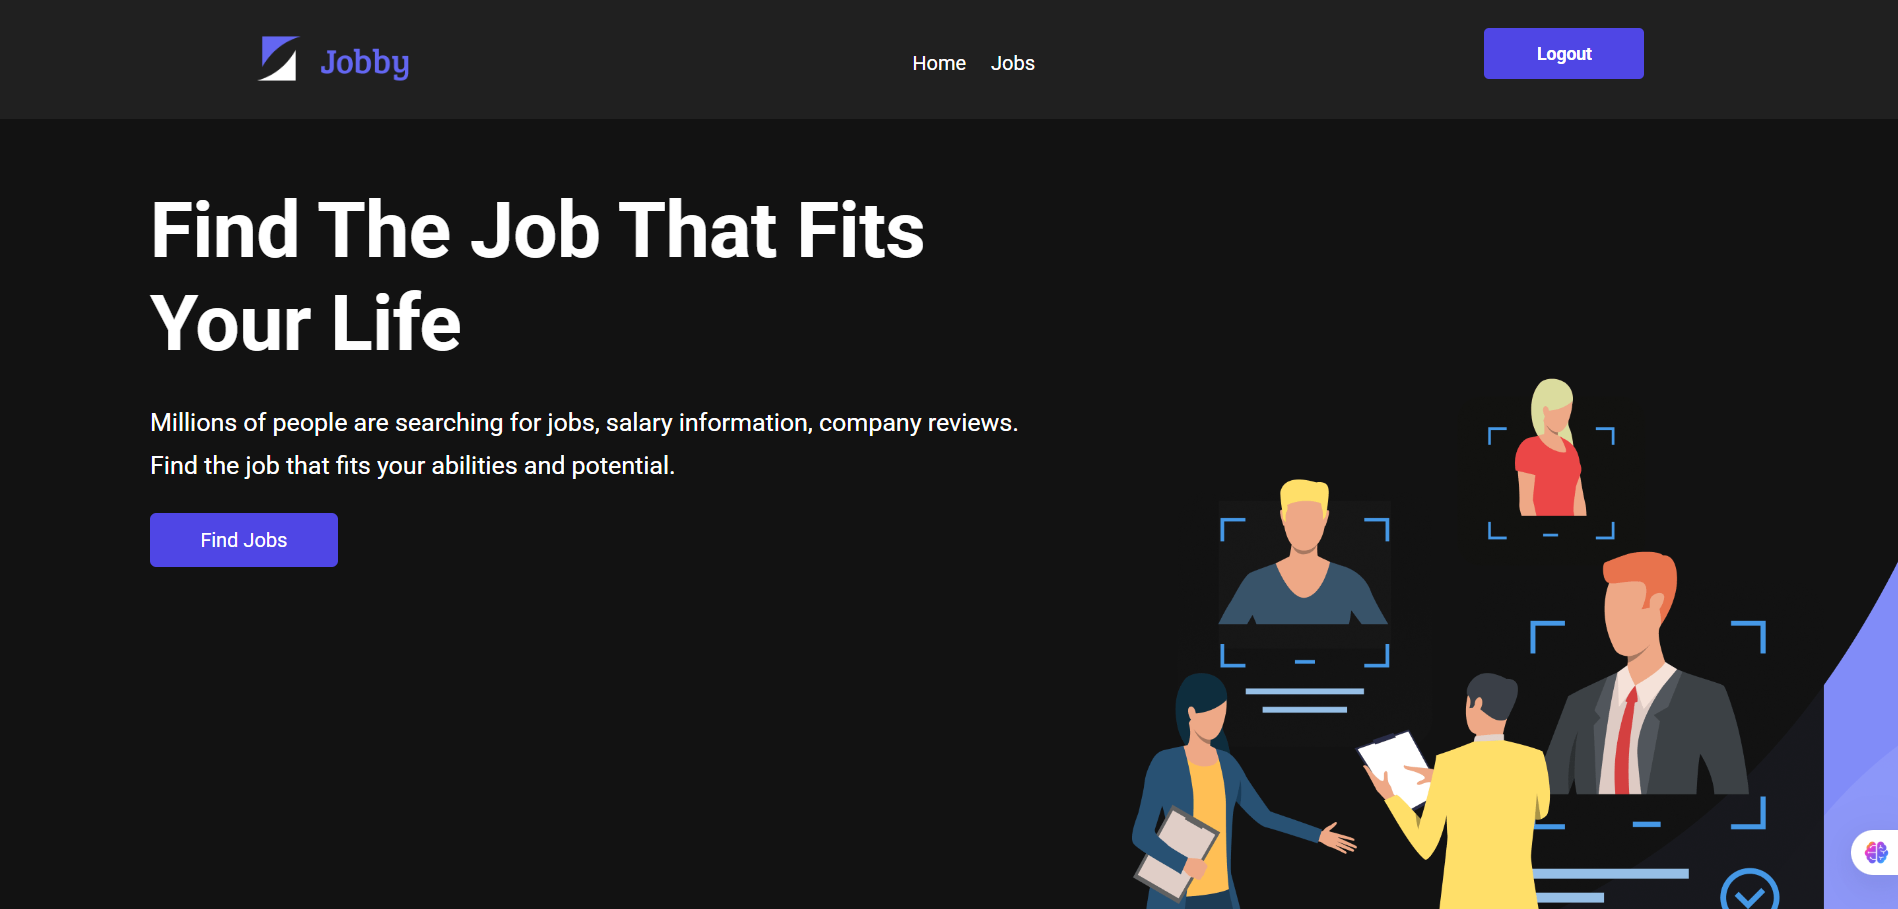 Jobby
Home Jobs
Logout
Find The Job That Fits
Your Life
Millions of people are searching for jobs, salary information, company reviews.
Find the job that fits your abilities and potential.
Find Jobs